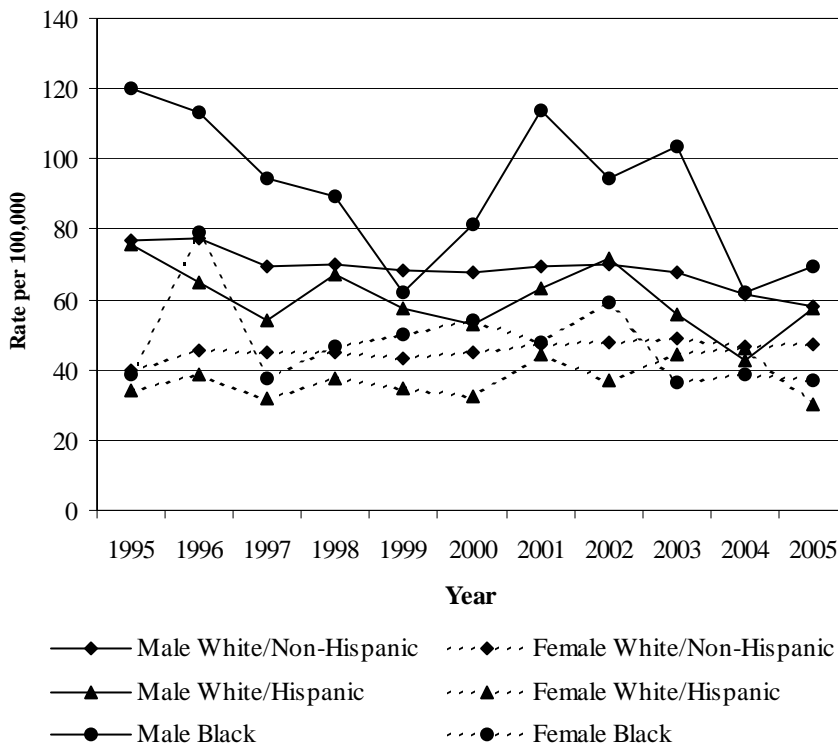 140
120
100
80
60
40
20
0
Rate per 100,000
1995 1996 1997 1998 1999 2000 2001 2002 2003 2004 2005
Year
Male White/Non-Hispanic Female White/Non-Hispanic
Male White/Hispanic Female White/Hispanic
Male Black Female Black